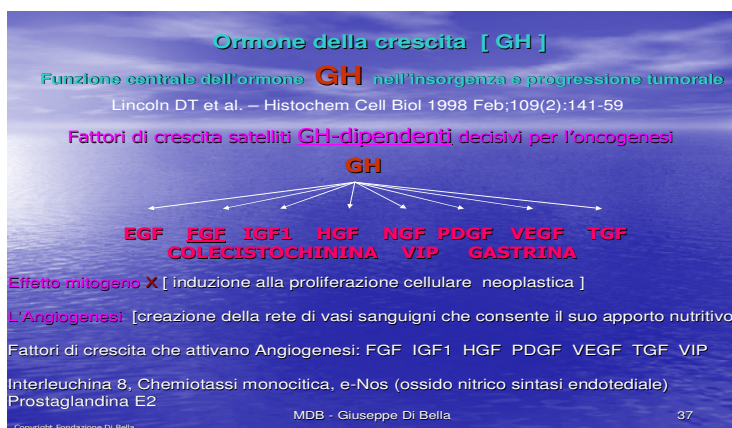 Ormone della crescita [ GH ]
Funzione centrale dell'ormone GH nell'insorgenza e progressione tumorale
Lincoln DT et al. – Histochem Cell Biol 1998 Feb;109(2):141-59
Fattori di crescita satelliti GH-dipendenti decisivi per l'oncogenesi
GH
EGF FGF IGF1 HGF NGF PDGF VEGF TGF
COLECISTOCHININA VIP GASTRINA
Effetto mitogeno X [ induzione alla proliferazione cellulare neoplastica ]
L'Angiogenesi [creazione della rete di vasi sanguigni che consente il suo apporto nutritivo
Fattori di crescita che attivano Angiogenesi: FGF IGF1 HGF PDGF VEGF TGF VIP
Interleuchina 8, Chemiotassi monocitica, e-Nos (ossido nitrico sintasi endotediale)
Prostaglandina E2
MDB - Giuseppe Di Bella 37
Copyright Fondazione Di Bella